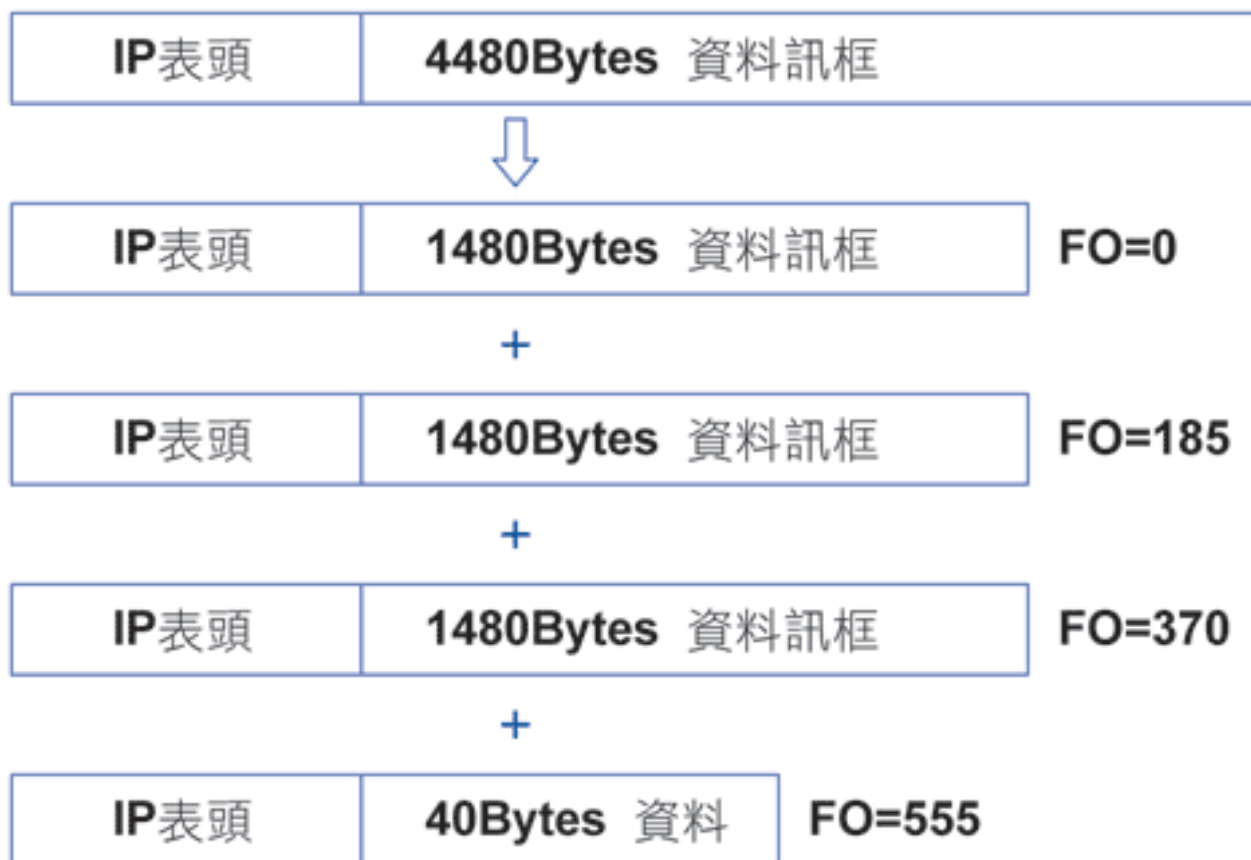 IP表頭 4480Bytes 資料訊框
IP表頭 1480Bytes 資料訊框 FO=0
+
IP表頭 1480Bytes 資料訊框 FO=185
+
IP表頭 1480Bytes 資料訊框 FO=370
+
IP表頭 40Bytes 資料 FO=555